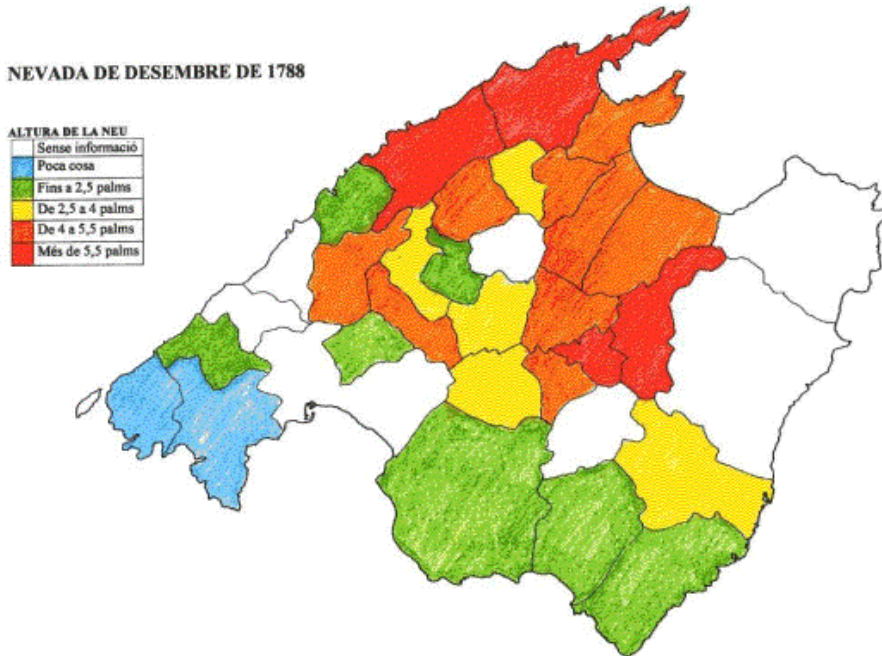 NEVADA DE DESEMBRE DE 1788
ALTURA DE LA NEU
Sense informació
Poca cosa
Fins a 2,5 palms
De 2,5 a 4 palms
De 4 a 5,5 palms
Més de 5,5 palms